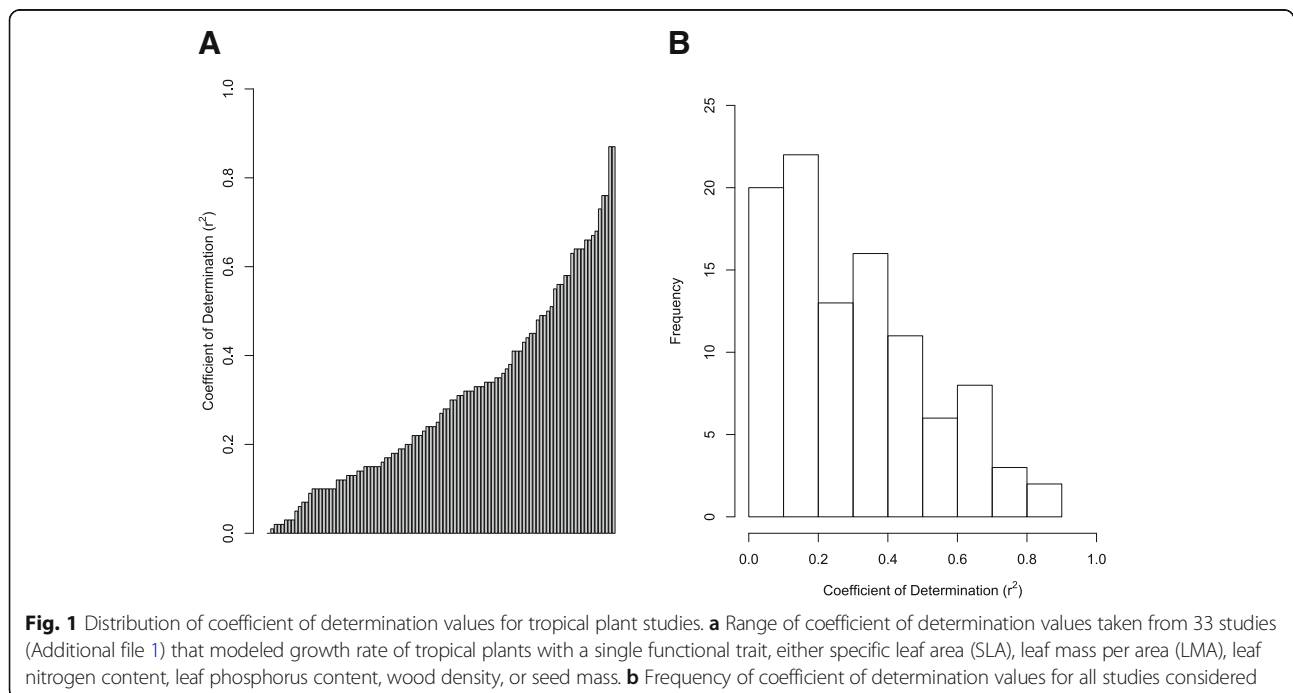 A
B
1.0
0.8
0.6
0.4
0.2
0.0
Coefficient of Determination (r²)
25
20
15
10
5
0
Frequency
0.0 0.2 0.4 0.6 0.8 1.0
Coefficient of Determination (r²)
Fig. 1 Distribution of coefficient of determination values for tropical plant studies. a Range of coefficient of determination values taken from 33 studies
(Additional file 1) that modeled growth rate of tropical plants with a single functional trait, either specific leaf area (SLA), leaf mass per area (LMA), leaf
nitrogen content, leaf phosphorus content, wood density, or seed mass. b Frequency of coefficient of determination values for all studies considered